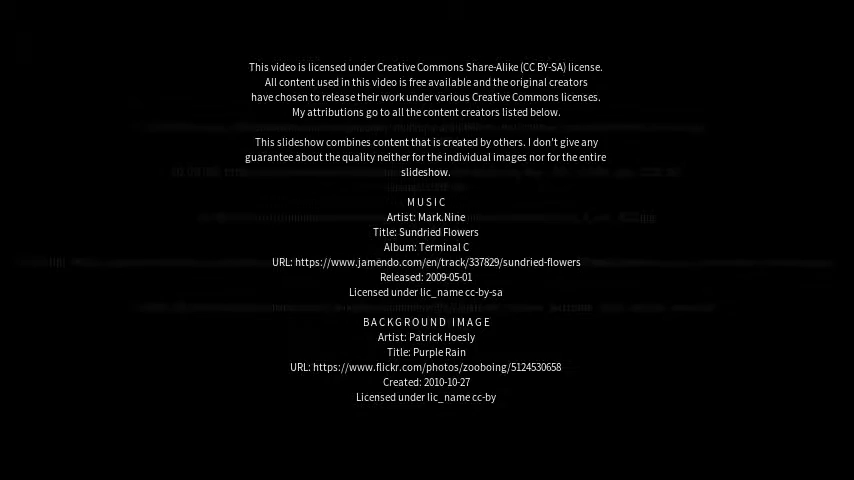 This video is licensed under Creative Commons Share-Alike (CC BY-SA) license.
All content used in this video is free available and the original creators
have chosen to release their work under various Creative Commons licenses.
My attributions go to all the content creators listed below.
This slideshow combines content that is created by others. I don't give any
guarantee about the quality neither for the individual images nor for the entire
slideshow.
MUSIC
Artist: Mark.Nine
Title: Sundried Flowers
Album: Terminal C
URL: https://www.jamendo.com/en/track/337829/sundried-flowers
Released: 2009-05-01
Licensed under lic_name cc-by-sa
BACKGROUND IMAGE
Artist: Patrick Hoesly
Title: Purple Rain
URL: https://www.flickr.com/photos/zooboing/5124530658
Created: 2010-10-27
Licensed under lic_name cc-by